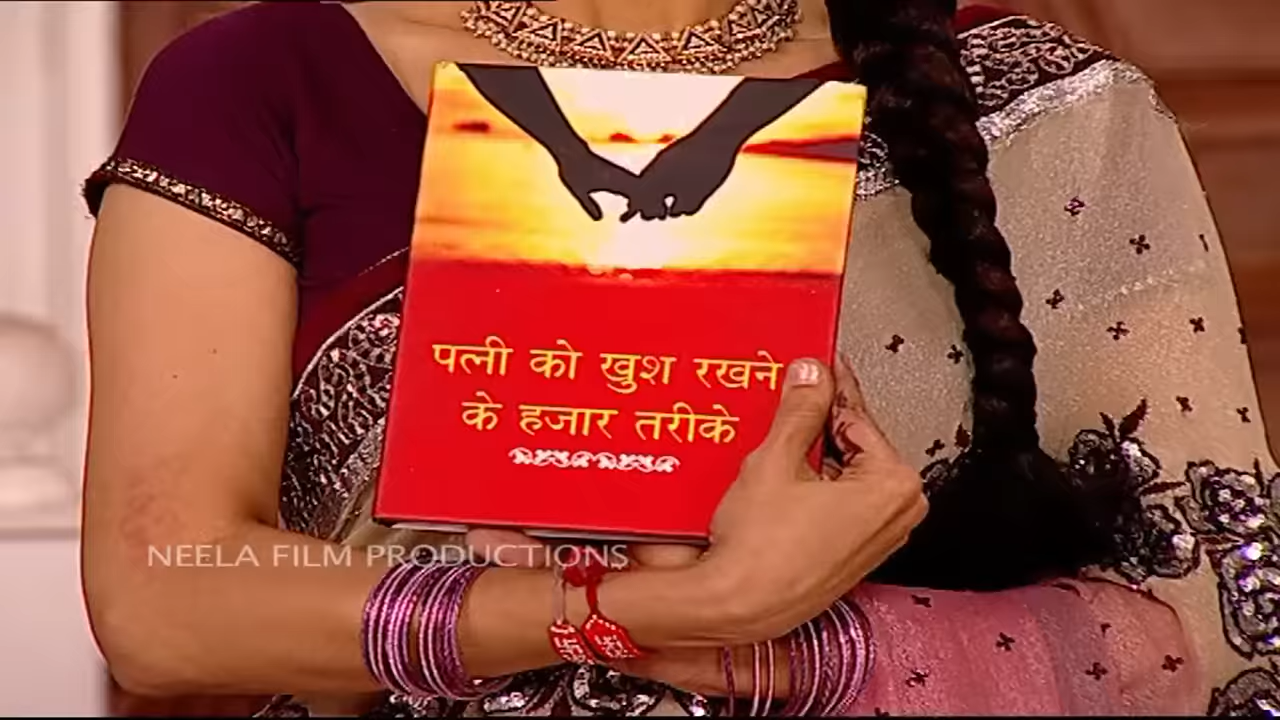 पत्नी को खुश रखने
के हजार तरीके
NEELA FILM PRODUCTIONS